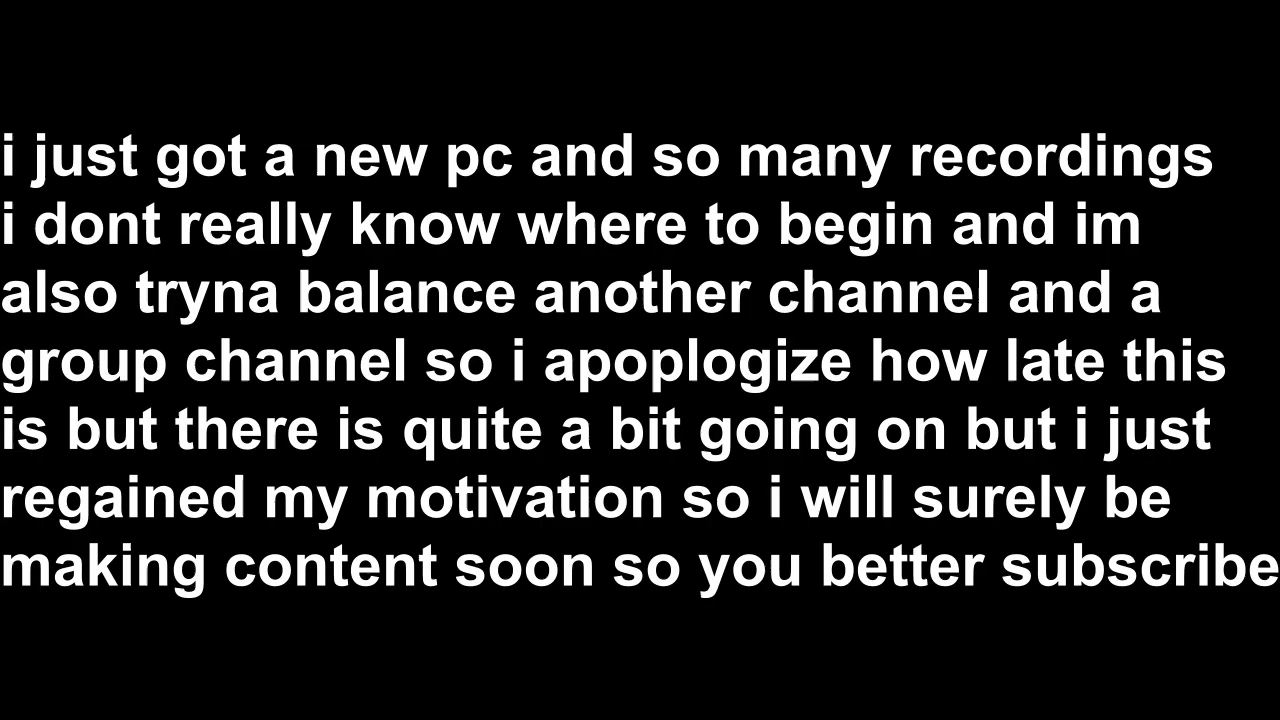 i just got a new pc and so many recordings
i dont really know where to begin and im
also tryna balance another channel and a
group channel so i apoplogize how late this
is but there is quite a bit going on but i just
regained my motivation so i will surely be
making content soon so you better subscribe